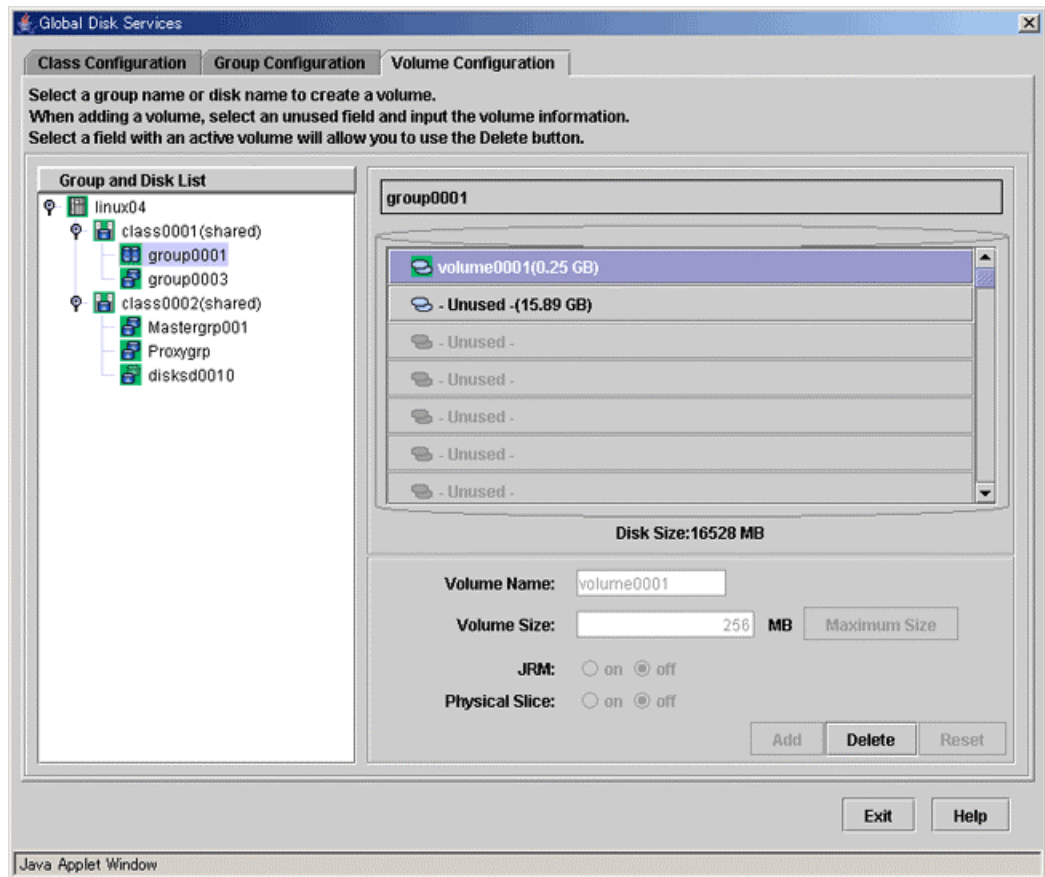 Global Disk Services
Class Configuration
Group Configuration
Volume Configuration
Select a group name or disk name to create a volume.
When adding a volume, select an unused field and input the volume information.
Select a field with an active volume will allow you to use the Delete button.
Group and Disk List
linux04
class0001(shared)
group0001
group0003
class0002(shared)
Mastergrp001
Proxygrp
disksd0010
group0001
volume0001(0.25 GB)
- Unused -(15.89 GB)
- Unused -
- Unused -
- Unused -
- Unused -
- Unused -
Disk Size:16528 MB
Volume Name: volume0001
Volume Size: 256 MB Maximum Size
JRM: on off
Physical Slice: on off
Add Delete Reset
Exit Help
Java Applet Window